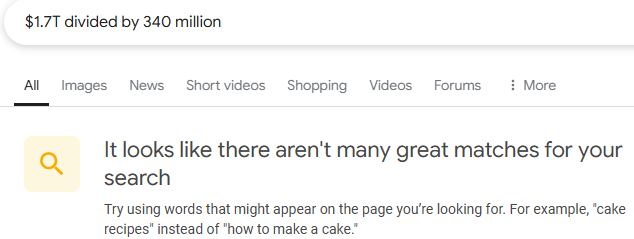 $1.7T divided by 340 million
All Images News Short videos Shopping Videos Forums More
It looks like there aren't many great matches for your
search
Try using words that might appear on the page you're looking for. For example, "cake
recipes" instead of "how to make a cake."